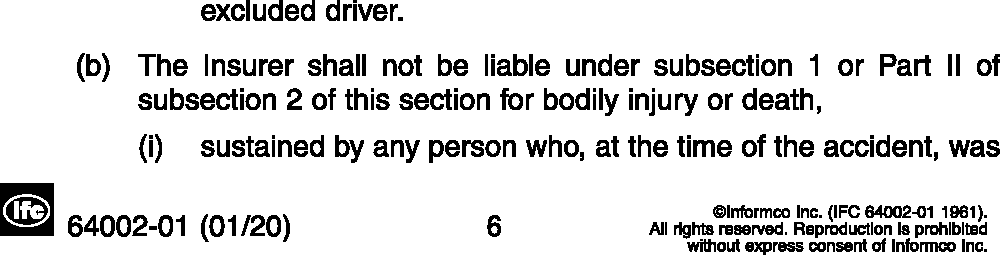 excluded driver.
(b) The Insurer shall not be liable under subsection 1 or Part II of
subsection 2 of this section for bodily injury or death,
(i) sustained by any person who, at the time of the accident, was
ifc
64002-01 (01/20) 6
©Informco Inc. (IFC 64002-01 1961).
All rights reserved. Reproduction is prohibited
without express consent of Informco Inc.